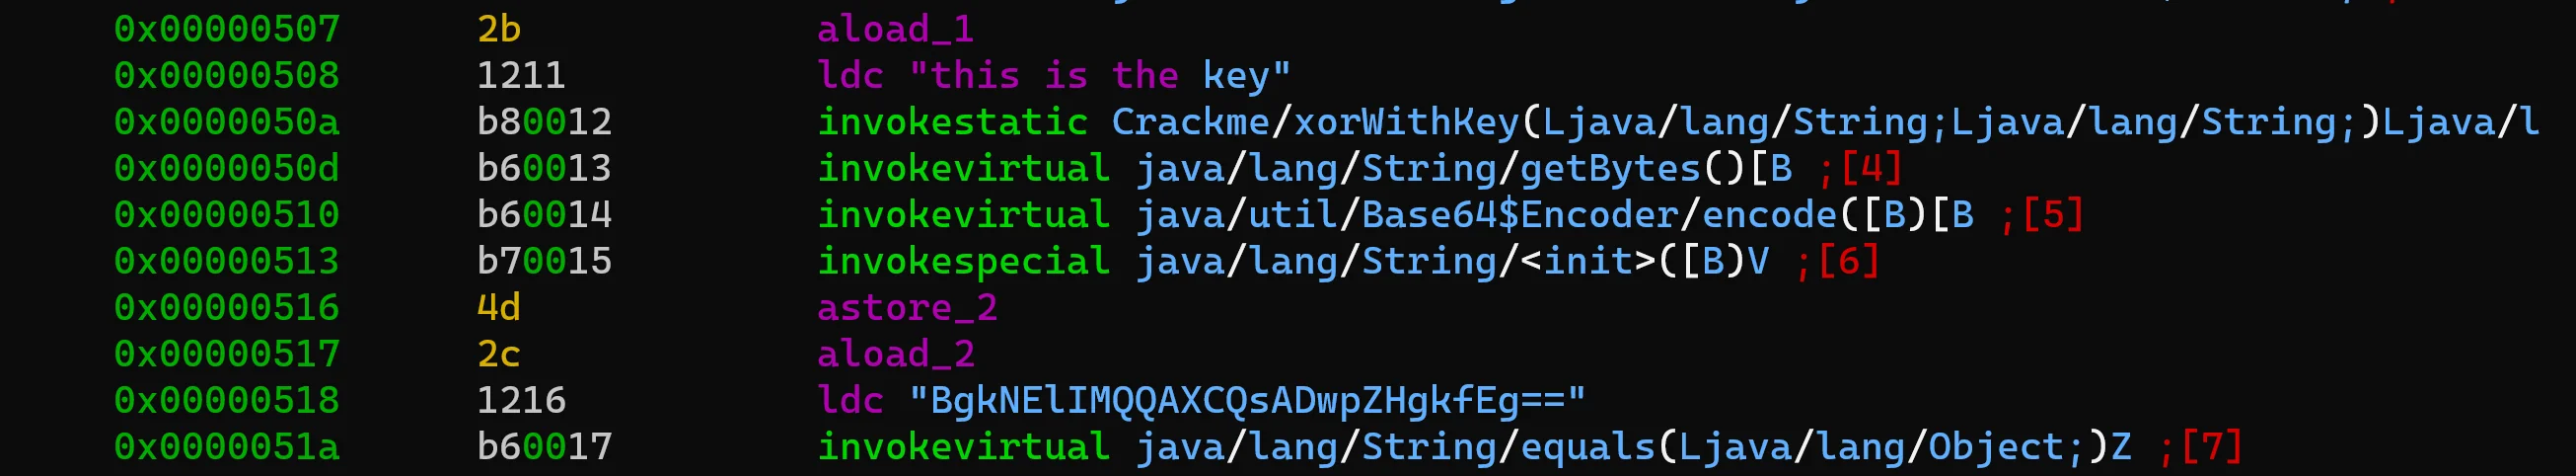 0x00000507 2b aload_1
0x00000508 1211 ldc "this is the key"
0x0000050a b80012 invokestatic Crackme/xorWithKey(Ljava/lang/String;Ljava/lang/String;)Ljava/l
0x0000050d b60013 invokevirtual java/lang/String/getBytes()[B ;[4]
0x00000510 b60014 invokevirtual java/util/Base64$Encoder/encode([B)[B ;[5]
0x00000513 b70015 invokespecial java/lang/String/<init>([B)V ;[6]
0x00000516 4d astore_2
0x00000517 2c aload_2
0x00000518 1216 ldc "BgkNElIMQQQAXCQsADwpZHgkfEg=="
0x0000051a b60017 invokevirtual java/lang/String/equals(Ljava/lang/Object;)Z ;[7]